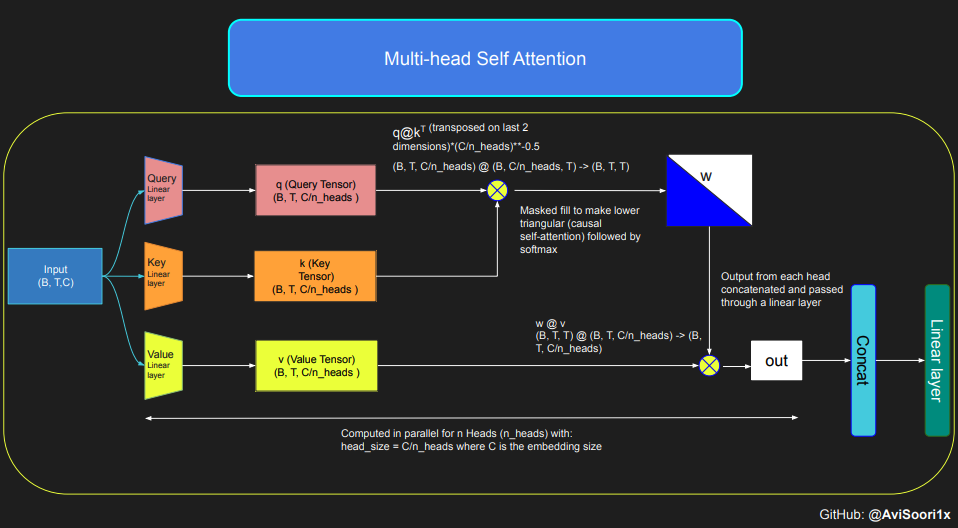 Multi-head Self Attention
q@kᵀ (transposed on last 2
dimensions)*(C/n_heads)**-0.5
(B, T, C/n_heads) @ (B, C/n_heads, T) -> (B, T, T)
Query
Linear
layer
q (Query Tensor)
(B, T, C/n_heads )
w
Masked fill to make lower
triangular (causal
self-attention) followed by
softmax
Input
(B, T,C)
Key
Linear
layer
k (Key
Tensor)
(B, T, C/n_heads )
Output from each head
concatenated and passed
through a linear layer
w @ v
(B, T, T) @ (B, T, C/n_heads) -> (B,
T, C/n_heads)
Value
Linear
layer
v (Value Tensor)
(B, T, C/n_heads )
out
Concat
Linear layer
Computed in parallel for n Heads (n_heads) with:
head_size = C/n_heads where C is the embedding size
GitHub: @AviSoori1x